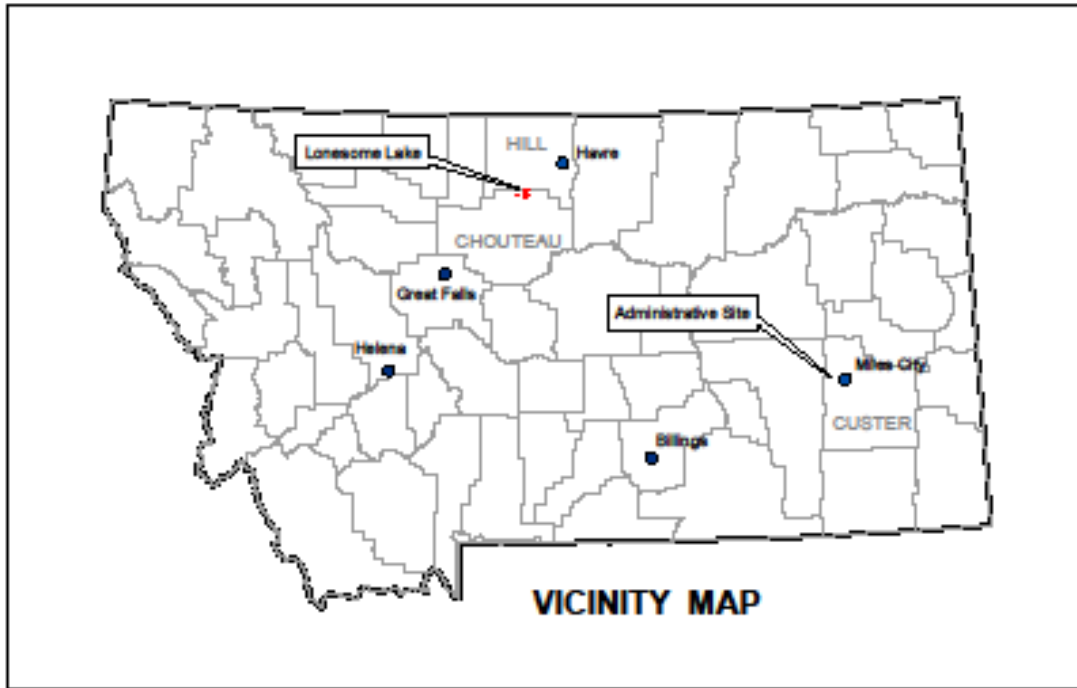 HILL
Havre
Lonesome Lake
CHOUTEAU
Great Falls
Administrative Site
Helena
Miles City
CUSTER
Billings
VICINITY MAP